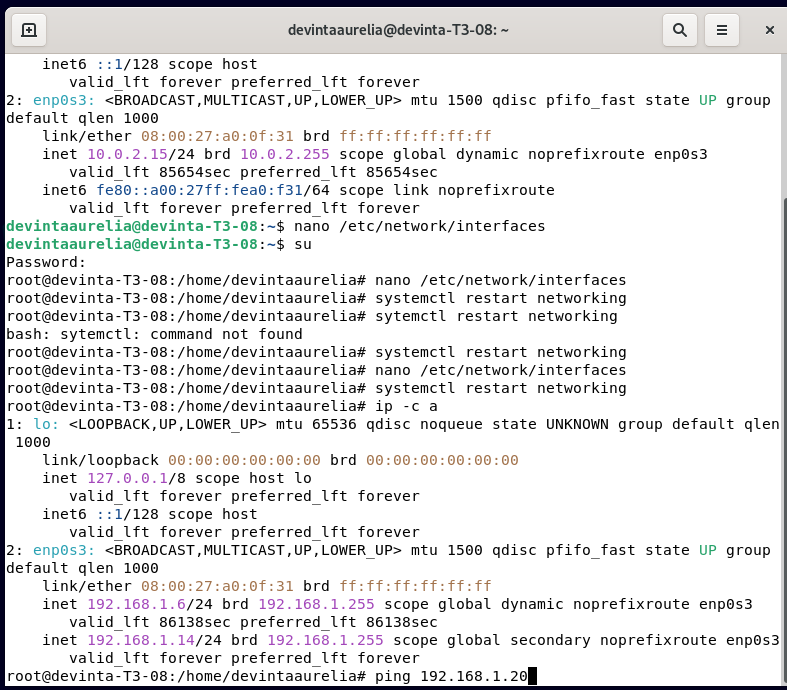 devintaaurelia@devinta-T3-08: ~
    inet6 ::1/128 scope host
       valid_lft forever preferred_lft forever
2: enp0s3: <BROADCAST,MULTICAST,UP,LOWER_UP> mtu 1500 qdisc pfifo_fast state UP group
default qlen 1000
    link/ether 08:00:27:a0:0f:31 brd ff:ff:ff:ff:ff:ff
    inet 10.0.2.15/24 brd 10.0.2.255 scope global dynamic noprefixroute enp0s3
       valid_lft 85654sec preferred_lft 85654sec
    inet6 fe80::a00:27ff:fea0:f31/64 scope link noprefixroute
       valid_lft forever preferred_lft forever
devintaaurelia@devinta-T3-08:~$ nano /etc/network/interfaces
devintaaurelia@devinta-T3-08:~$ su
Password:
root@devinta-T3-08:/home/devintaaurelia# nano /etc/network/interfaces
root@devinta-T3-08:/home/devintaaurelia# systemctl restart networking
root@devinta-T3-08:/home/devintaaurelia# sytemctl restart networking
bash: sytemctl: command not found
root@devinta-T3-08:/home/devintaaurelia# systemctl restart networking
root@devinta-T3-08:/home/devintaaurelia# nano /etc/network/interfaces
root@devinta-T3-08:/home/devintaaurelia# systemctl restart networking
root@devinta-T3-08:/home/devintaaurelia# ip -c a
1: lo: <LOOPBACK,UP,LOWER_UP> mtu 65536 qdisc noqueue state UNKNOWN group default qlen
 1000
    link/loopback 00:00:00:00:00:00 brd 00:00:00:00:00:00
    inet 127.0.0.1/8 scope host lo
       valid_lft forever preferred_lft forever
    inet6 ::1/128 scope host
       valid_lft forever preferred_lft forever
2: enp0s3: <BROADCAST,MULTICAST,UP,LOWER_UP> mtu 1500 qdisc pfifo_fast state UP group
default qlen 1000
    link/ether 08:00:27:a0:0f:31 brd ff:ff:ff:ff:ff:ff
    inet 192.168.1.6/24 brd 192.168.1.255 scope global dynamic noprefixroute enp0s3
       valid_lft 86138sec preferred_lft 86138sec
    inet 192.168.1.14/24 brd 192.168.1.255 scope global secondary noprefixroute enp0s3
       valid_lft forever preferred_lft forever
root@devinta-T3-08:/home/devintaaurelia# ping 192.168.1.20